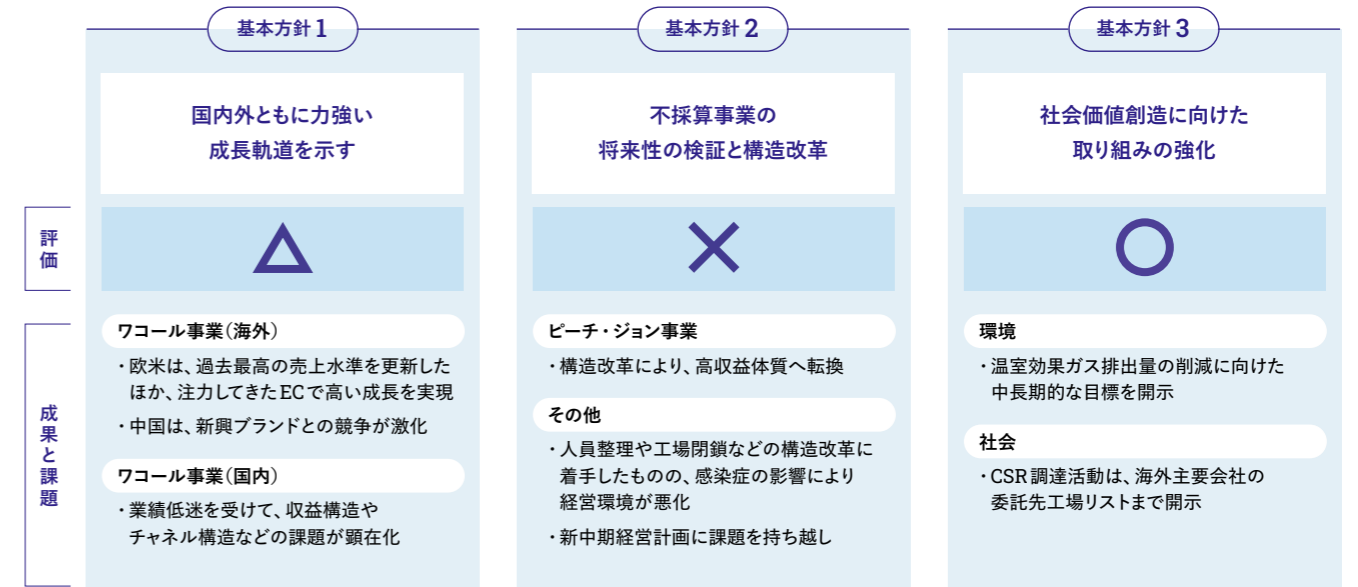 基本方針 1
国内外ともに力強い
成長軌道を示す
基本方針 2
不採算事業の
将来性の検証と構造改革
基本方針 3
社会価値創造に向けた
取り組みの強化
評価
△
×
○
成果と課題
ワコール事業（海外）
・欧米は、過去最高の売上水準を更新した
ほか、注力してきたECで高い成長を実現
・中国は、新興ブランドとの競争が激化
ワコール事業（国内）
・業績低迷を受けて、収益構造や
チャネル構造などの課題が顕在化
ピーチ・ジョン事業
・構造改革により、高収益体質へ転換
その他
・人員整理や工場閉鎖などの構造改革に
着手したものの、感染症の影響により
経営環境が悪化
・新中期経営計画に課題を持ち越し
環境
・温室効果ガス排出量の削減に向けた
中長期的な目標を開示
社会
・CSR調達活動は、海外主要会社の
委託先工場リストまで開示